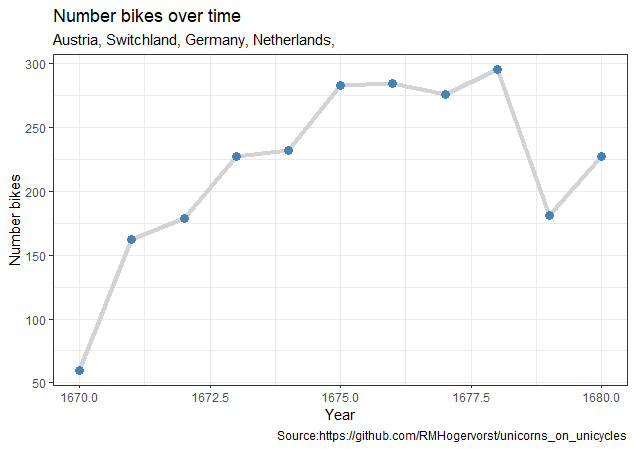 Number bikes over time
Austria, Switchland, Germany, Netherlands,
300
250
200
150
100
50
Number bikes
1670.0 1672.5 1675.0 1677.5 1680.0
Year
Source:https://github.com/RMHogervorst/unicorns_on_unicycles